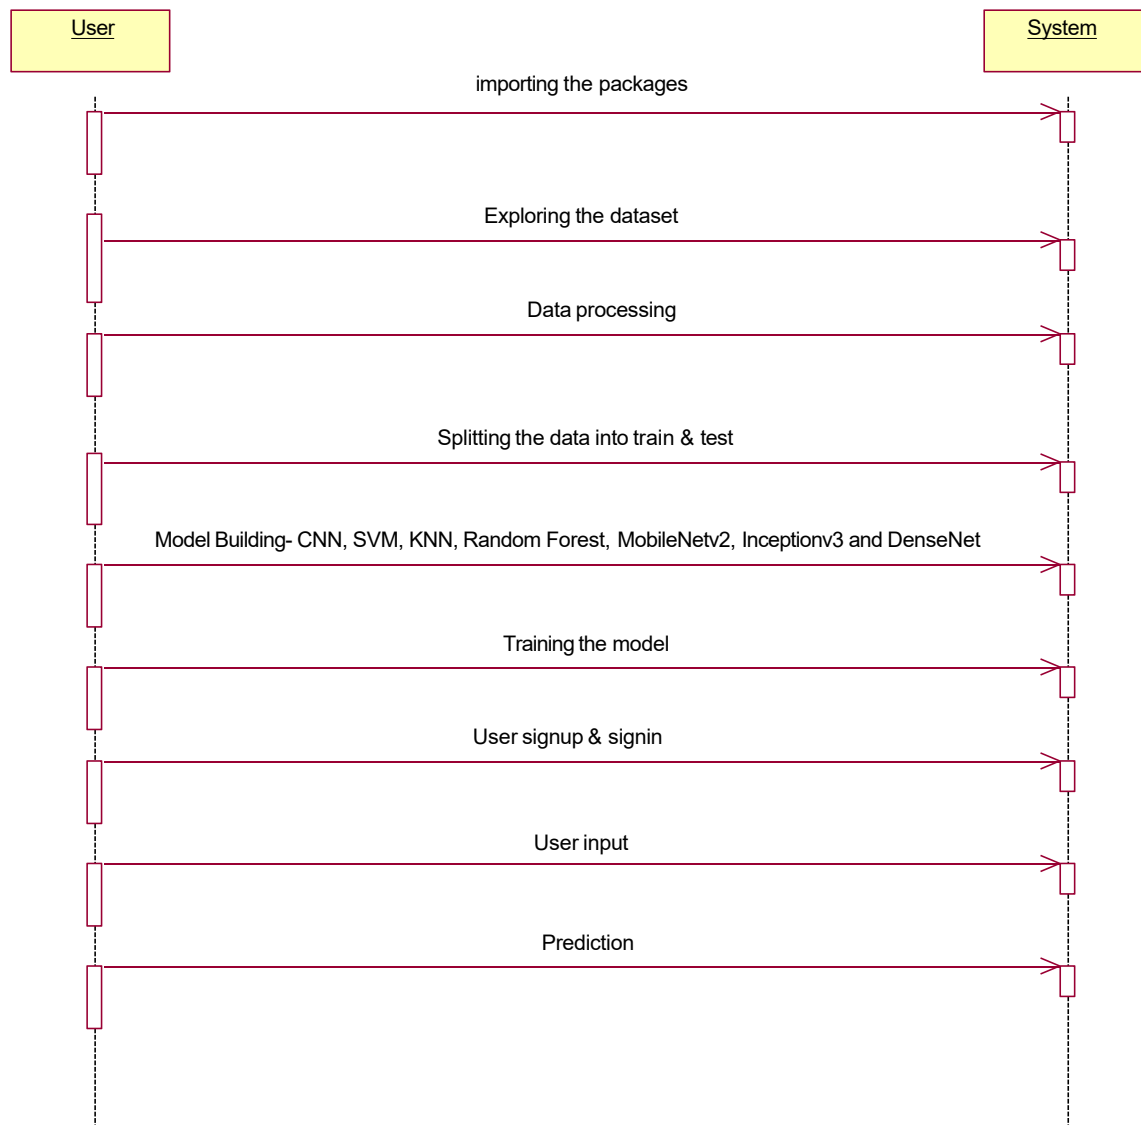 User
System
importing the packages
Exploring the dataset
Data processing
Splitting the data into train & test
Model Building- CNN, SVM, KNN, Random Forest, MobileNetv2, Inceptionv3 and DenseNet
Training the model
User signup & signin
User input
Prediction